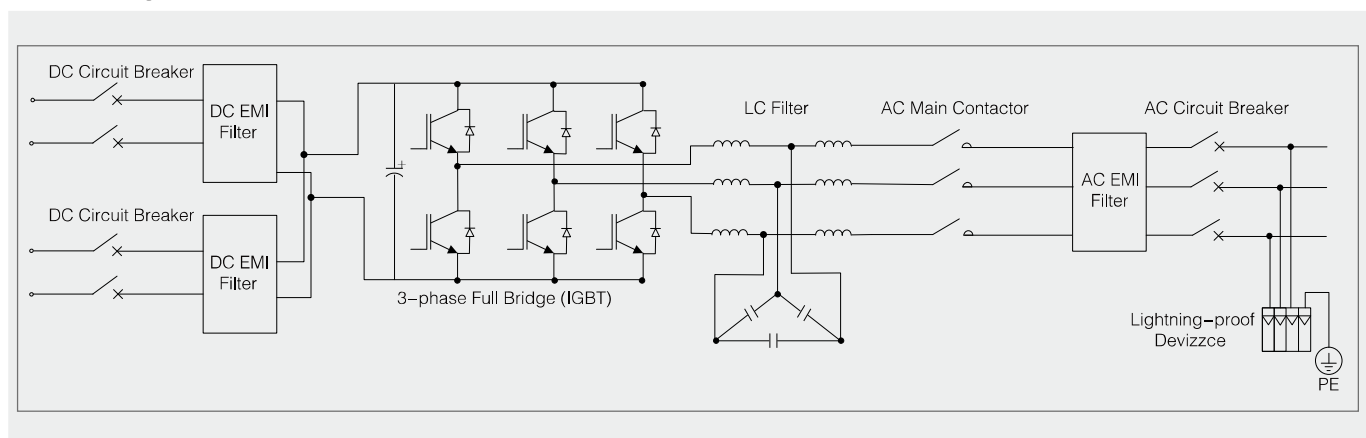 DC Circuit Breaker
DC EMI
Filter
DC Circuit Breaker
DC EMI
Filter
+
3-phase Full Bridge (IGBT)
LC Filter
AC Main Contactor
AC EMI
Filter
AC Circuit Breaker
Lightning-proof
Devizzce
PE